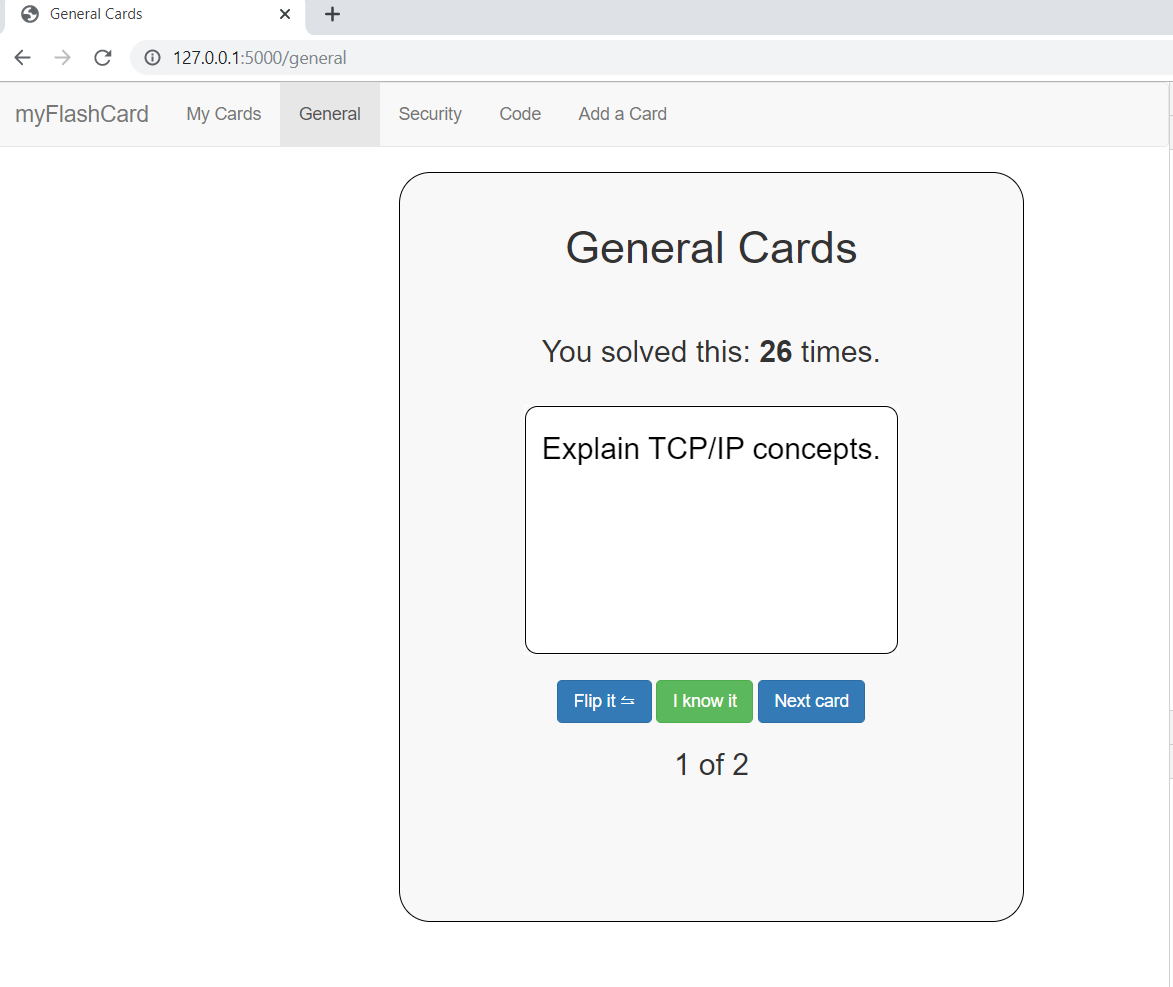 General Cards
127.0.0.1:5000/general
myFlashCard My Cards General Security Code Add a Card
General Cards
You solved this: 26 times.
Explain TCP/IP concepts.
Flip it ⇋ I know it Next card
1 of 2